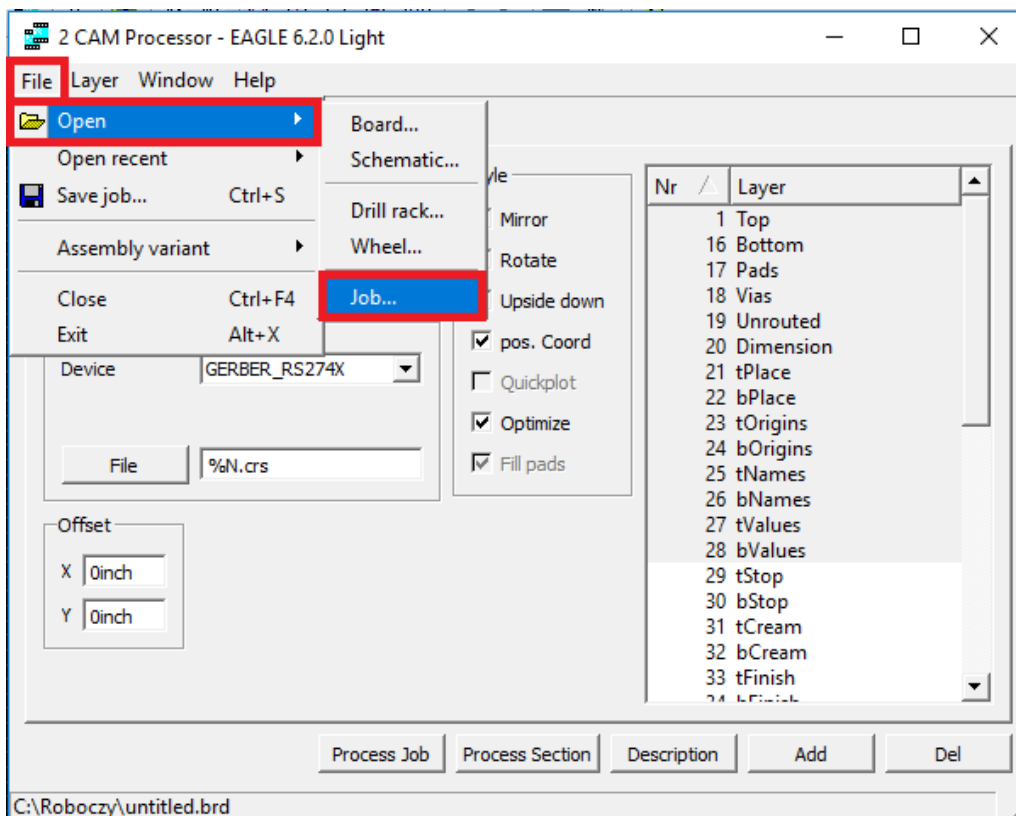 2 CAM Processor - EAGLE 6.2.0 Light
File Layer Window Help
Open
Open recent
Save job... Ctrl+S
Assembly variant
Close Ctrl+F4
Exit Alt+X
Board...
Schematic...
Drill rack...
Wheel...
Job...
Device GERBER_RS274X
File %N.crs
Offset
X 0inch
Y 0inch
Mirror
Rotate
Upside down
pos. Coord
Quickplot
Optimize
Fill pads
Nr Layer
1 Top
16 Bottom
17 Pads
18 Vias
19 Unrouted
20 Dimension
21 tPlace
22 bPlace
23 tOrigins
24 bOrigins
25 tNames
26 bNames
27 tValues
28 bValues
29 tStop
30 bStop
31 tCream
32 bCream
33 tFinish
Process Job Process Section Description Add Del
C:\Roboczy\untitled.brd